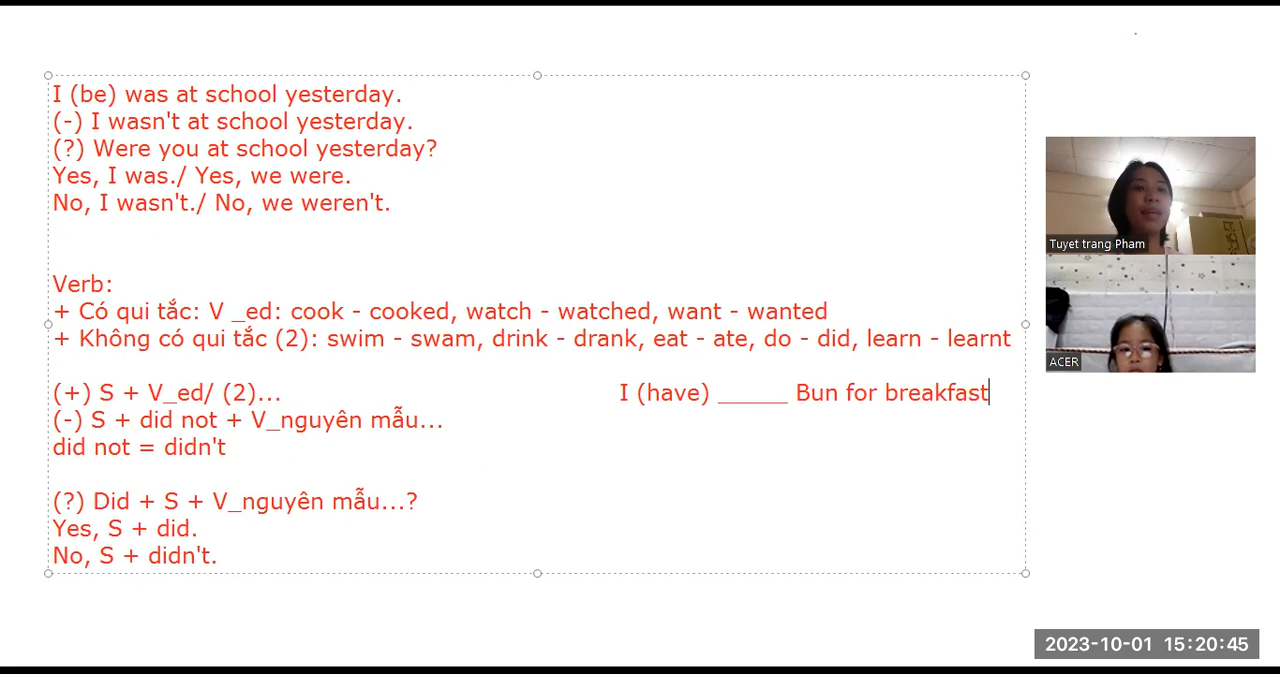 I (be) was at school yesterday.
(-) I wasn't at school yesterday.
(?) Were you at school yesterday?
Yes, I was./ Yes, we were.
No, I wasn't./ No, we weren't.
Verb:
+ Có qui tắc: V _ed: cook - cooked, watch - watched, want - wanted
+ Không có qui tắc (2): swim - swam, drink - drank, eat - ate, do - did, learn - learnt
(+) S + V_ed/ (2)...
I (have) ______ Bun for breakfast
(-) S + did not + V_nguyên mẫu...
did not = didn't
(?) Did + S + V_nguyên mẫu...?
Yes, S + did.
No, S + didn't.
Tuyet trang Pham
ACER
2023-10-01 15:20:45